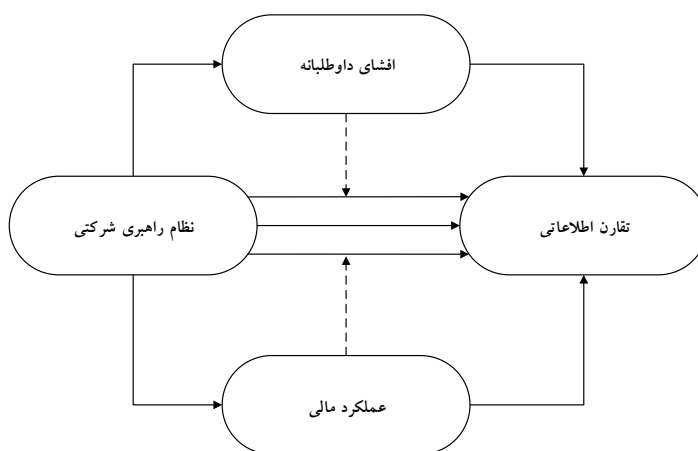 افشای داوطلبانه
نظام راهبری شرکتی
تقارن اطلاعاتی
عملکرد مالی